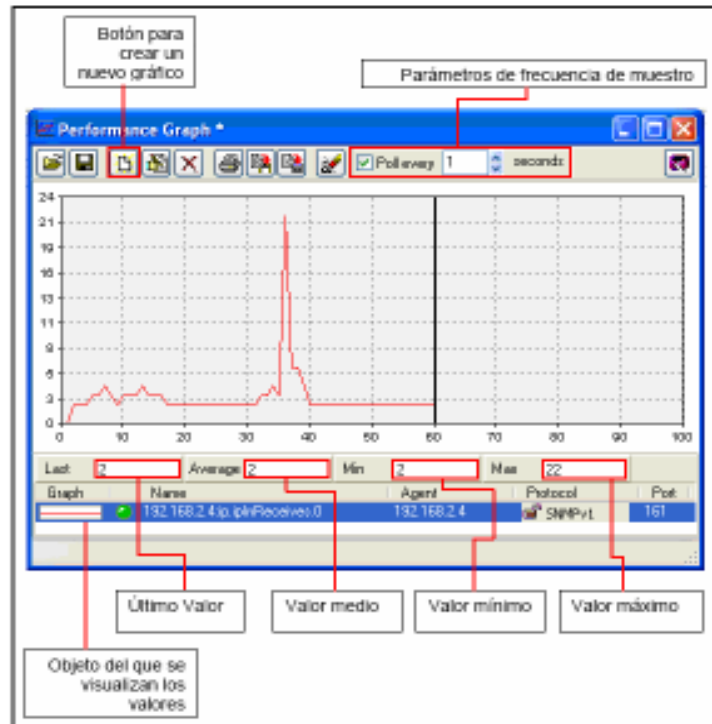 Botón para
crear un
nuevo gráfico
Parámetros de frecuencia de muestro
Performance Graph *
Poll every 1 seconds
24
21
19
16
13
11
8
6
3
0
0 10 20 30 40 50 60 70 80 90 100
Last 2 Average 2 Min 2 Max 22
Graph Name Agent Protocol Port
192.168.2.4:ip.ipInReceives.0 192.168.2.4 SNMPv1 161
Último Valor
Valor medio
Valor mínimo
Valor máximo
Objeto del que se
visualizan los
valores